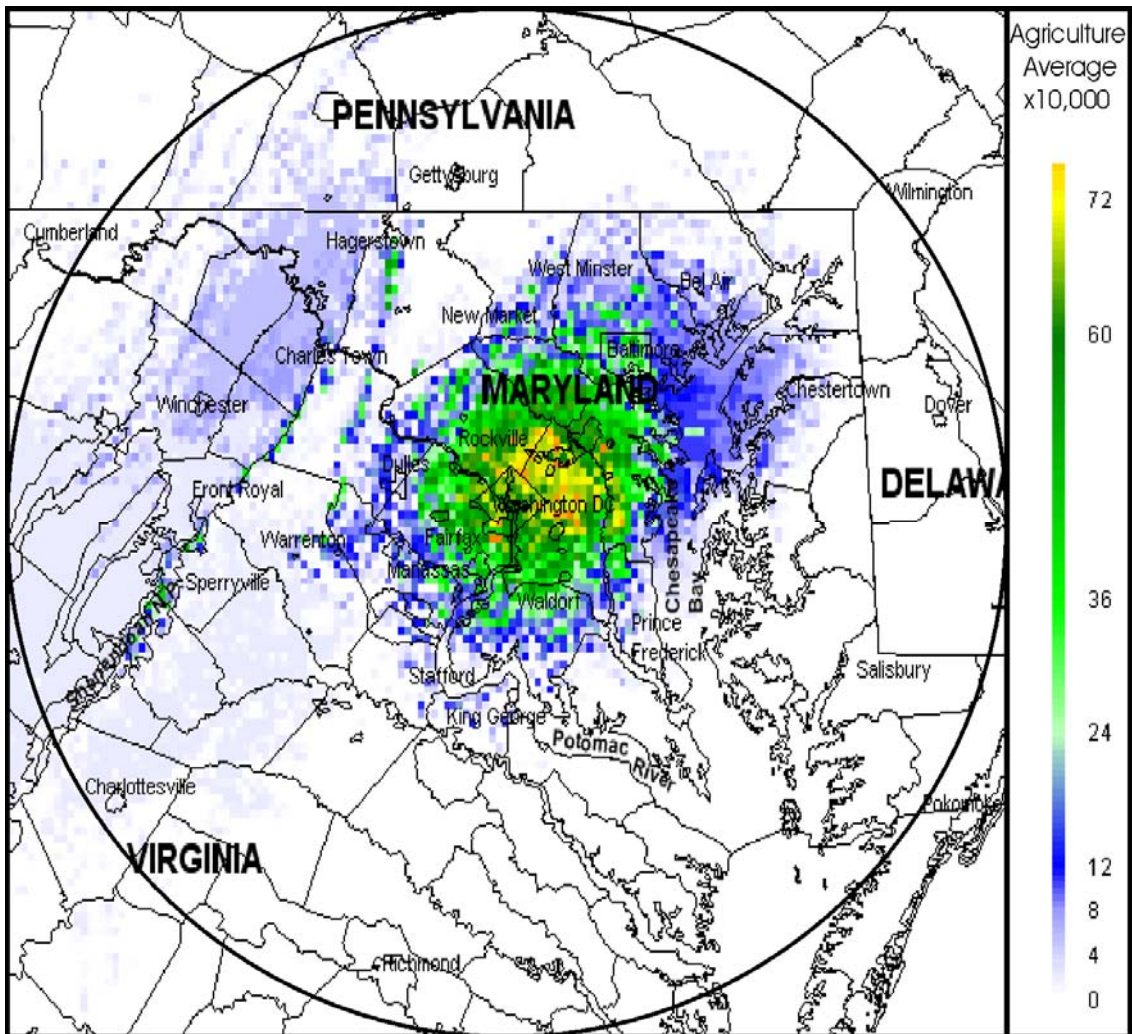 Agriculture
Average
x10,000
PENNSYLVANIA
Gettysburg
Wilmington
Cumberland
Hagerstown
West Minster
Bel Air
New Market
Baltimore
Charles Town
MARYLAND
Chestertown
Winchester
Dover
Rockville
Dulles
DELAWA
Front Royal
Washington DC
Fairfax
Warrenton
Manassas
Chesapeake
Bay
Sperryville
Waldorf
Prince
Frederick
Stafford
Salisbury
King George
Potomac
River
Charlottesville
Pokomoke
VIRGINIA
Richmond
72
60
36
24
12
8
4
0